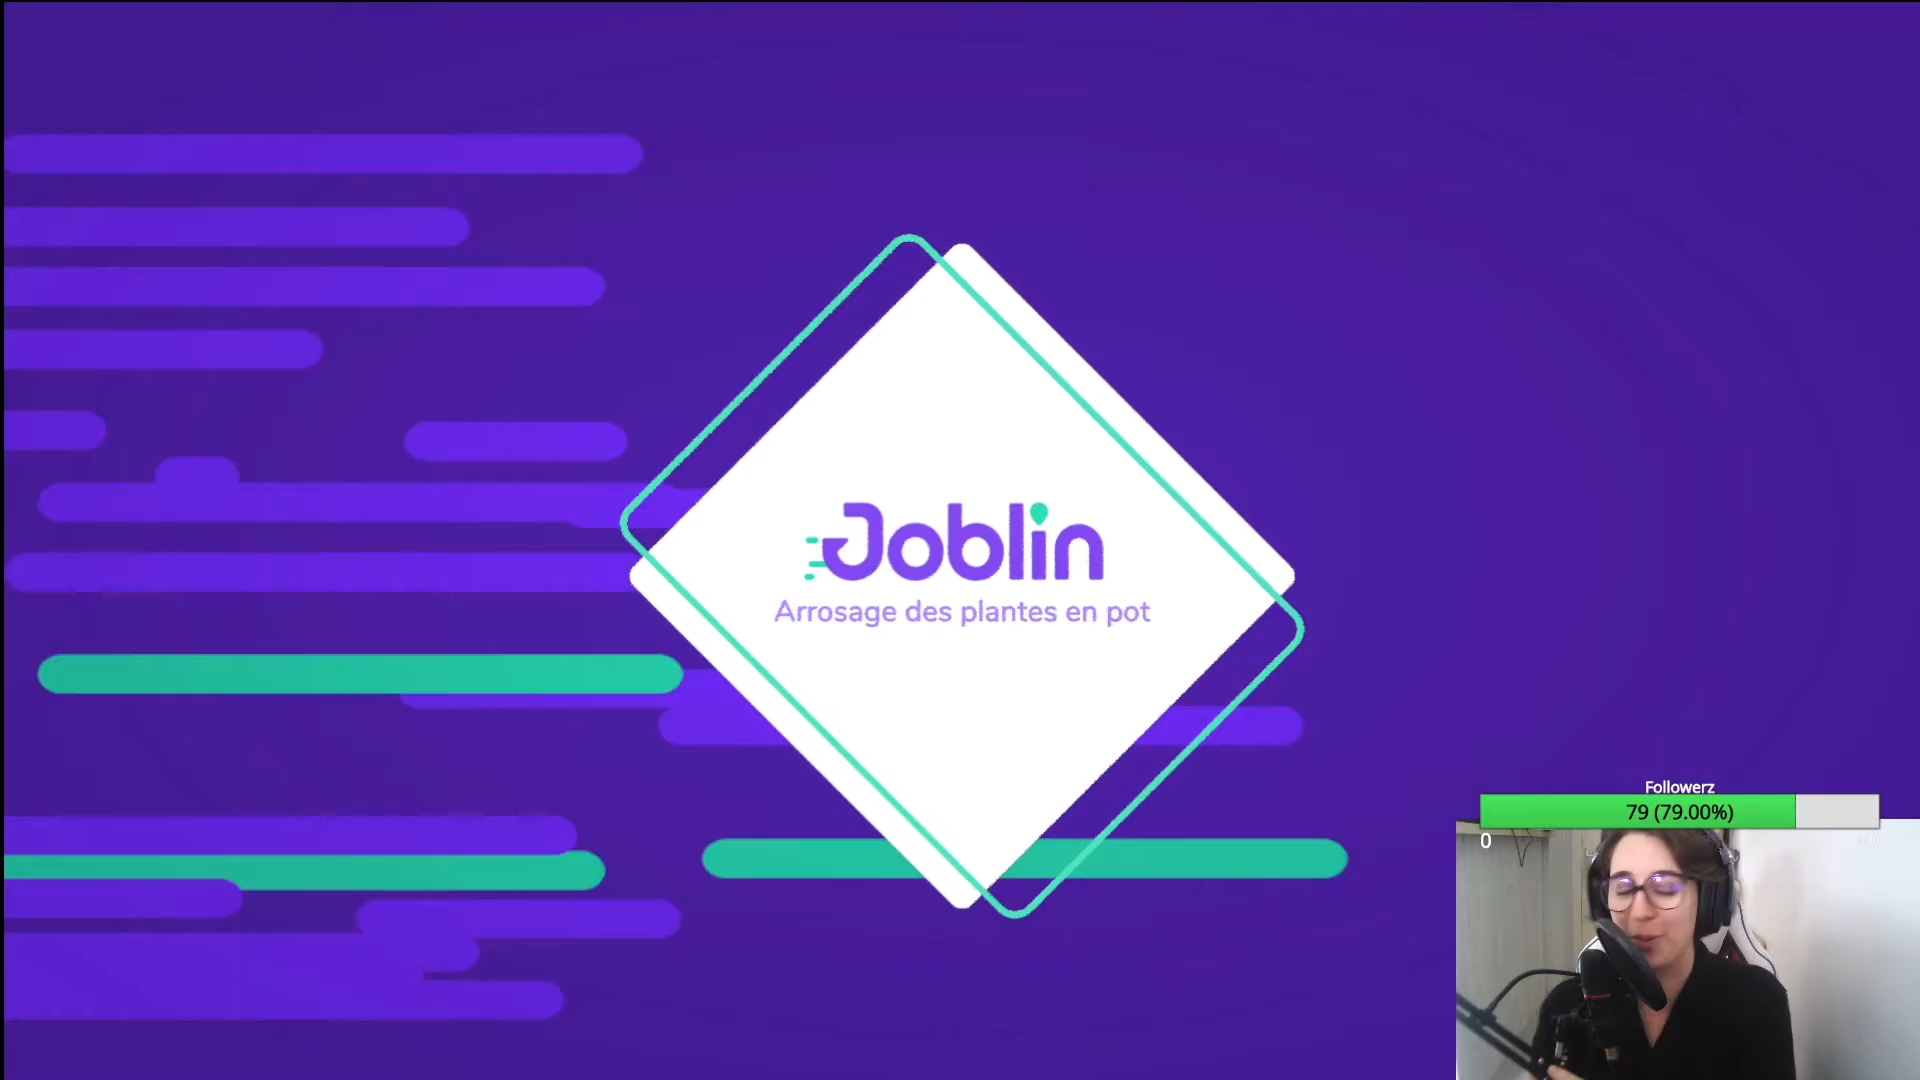 Joblin
Arrosage des plantes en pot
Followerz
79 (79.00%)
0